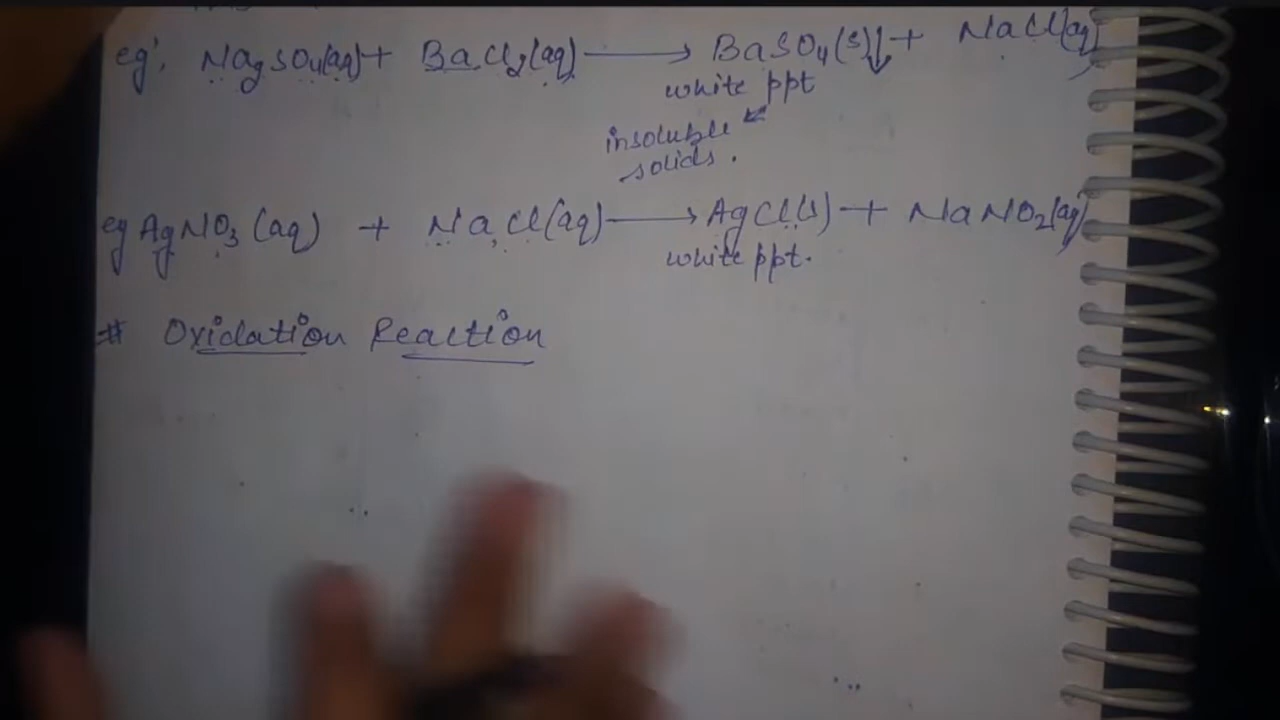 eg: Na2SO4(aq) + BaCl2(aq) → BaSO4(s)↓ + NaCl(aq)
white ppt
insoluble
solids.
eg AgNO3 (aq) + NaCl(aq) → AgCl(s) + NaNO2(aq)
white ppt.
# Oxidation Reaction